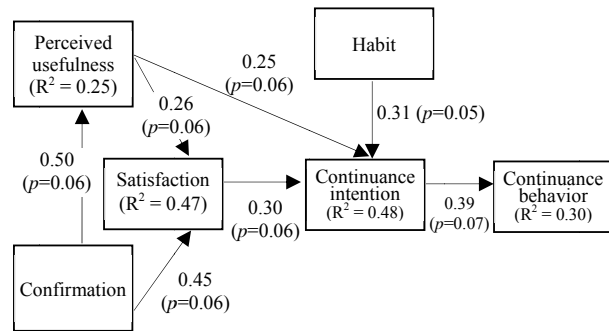 Perceived
usefulness
(R² = 0.25)
Habit
0.25
(p=0.06)
0.26
(p=0.06)
0.31 (p=0.05)
0.50
(p=0.06)
Satisfaction
(R² = 0.47)
0.30
(p=0.06)
Continuance
intention
(R² = 0.48)
0.39
(p=0.07)
Continuance
behavior
(R² = 0.30)
Confirmation
0.45
(p=0.06)